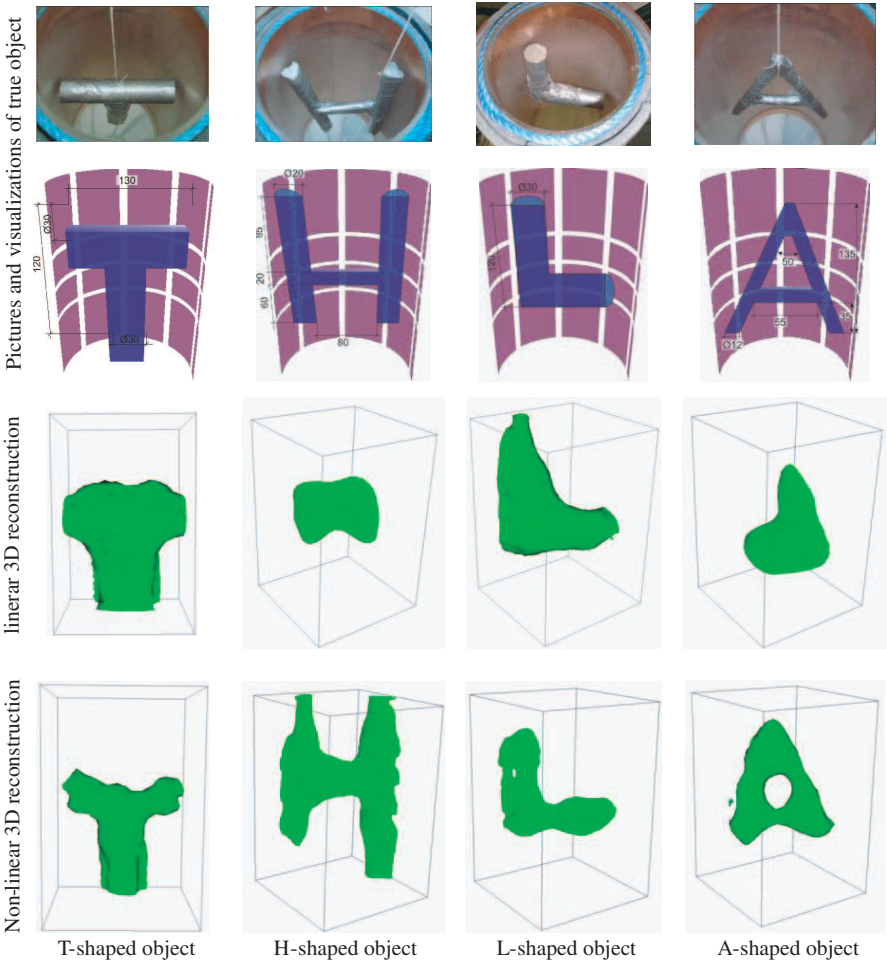 Pictures and visualizations of true object
130
Ø30
120
Ø30
Ø20
85
20
60
80
Ø30
120
50
135
55
35
Ø12
linerar 3D reconstruction
Non-linear 3D reconstruction
T-shaped object
H-shaped object
L-shaped object
A-shaped object